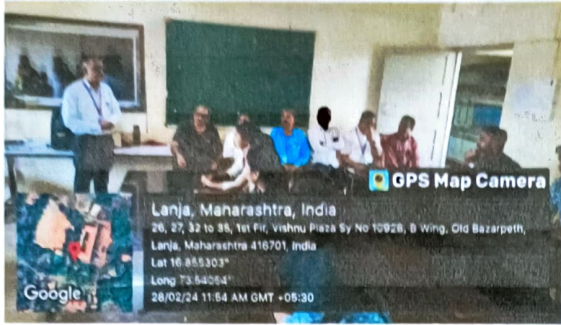 GPS Map Camera
Lanja, Maharashtra, India
26, 27, 32 to 35, 1st Flr, Vishnu Plaza Sy No 1092B, B Wing, Old Bazarpeth,
Lanja, Maharashtra 416701, India
Lat 16.855303°
Long 73.54054°
28/02/24 11:54 AM GMT +05:30
Google